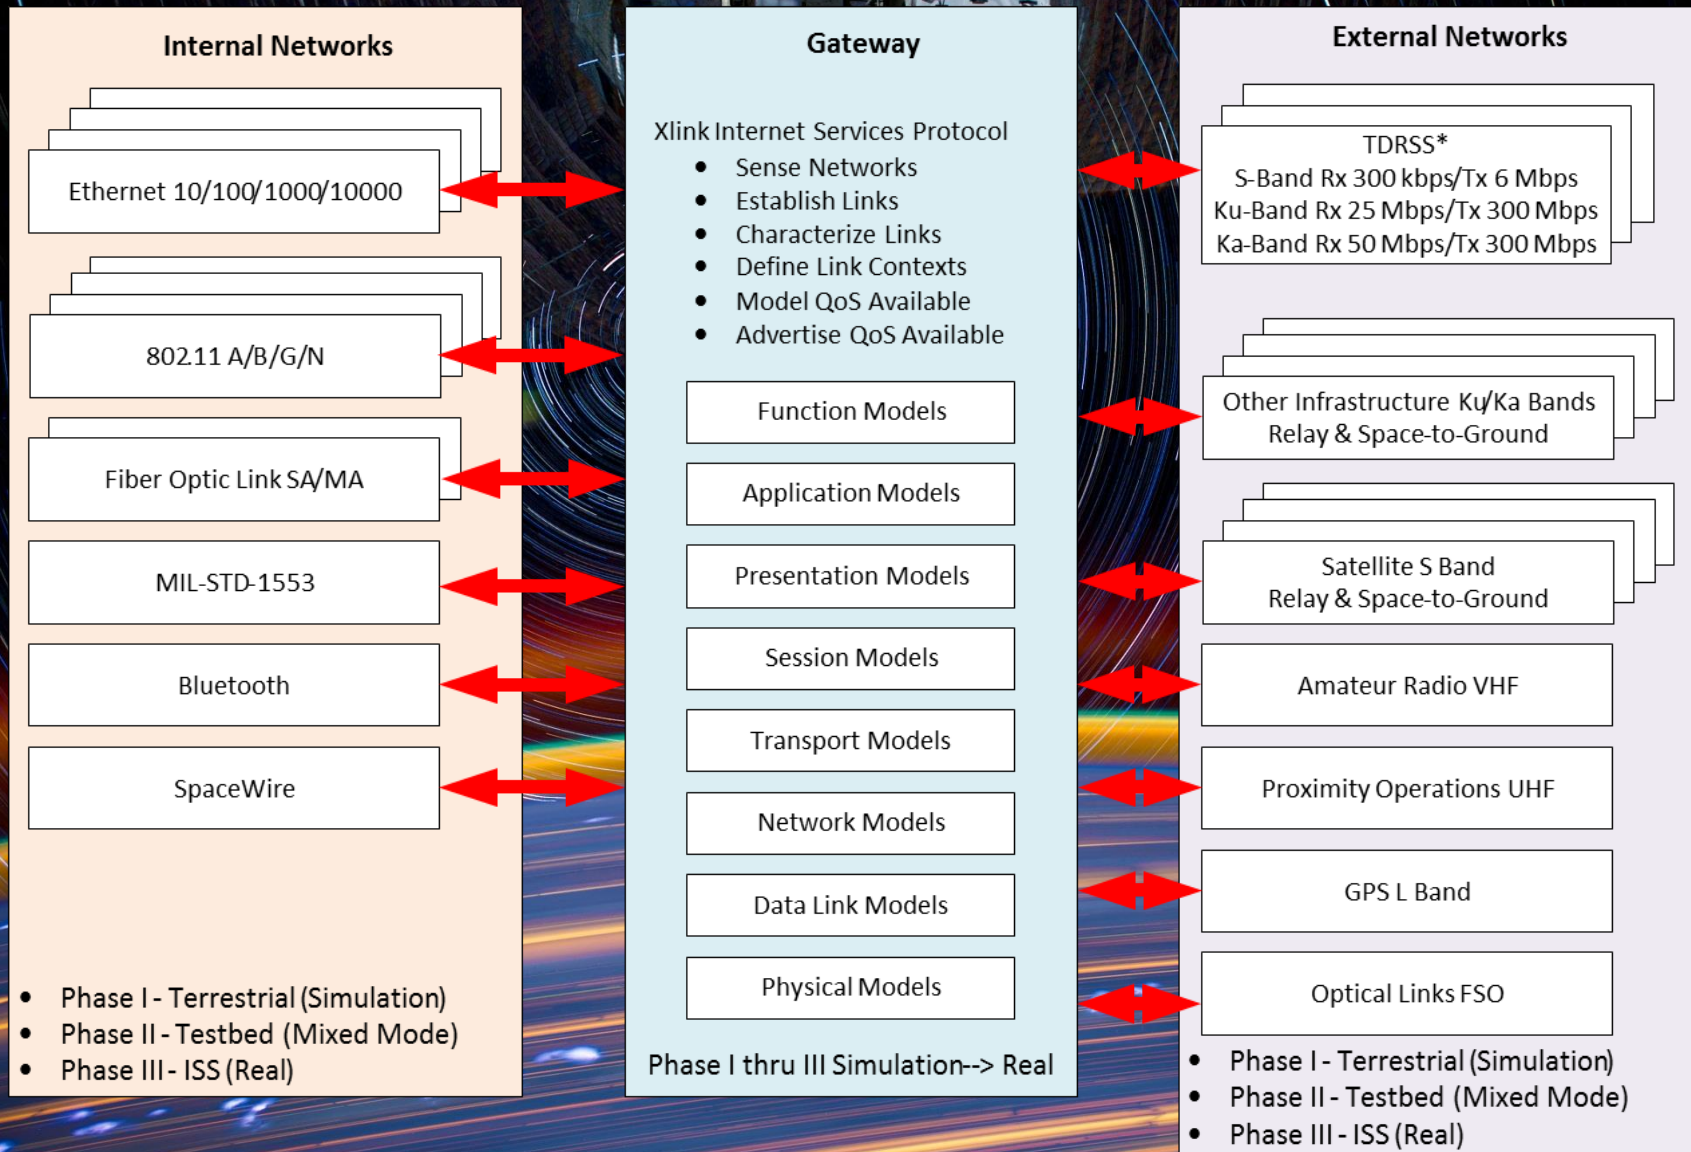 Internal Networks
Ethernet 10/100/1000/10000
802.11 A/B/G/N
Fiber Optic Link SA/MA
MIL-STD-1553
Bluetooth
SpaceWire
• Phase I - Terrestrial (Simulation)
• Phase II - Testbed (Mixed Mode)
• Phase III - ISS (Real)
Gateway
Xlink Internet Services Protocol
• Sense Networks
• Establish Links
• Characterize Links
• Define Link Contexts
• Model QoS Available
• Advertise QoS Available
Function Models
Application Models
Presentation Models
Session Models
Transport Models
Network Models
Data Link Models
Physical Models
Phase I thru III Simulation--> Real
External Networks
TDRSS*
S-Band Rx 300 kbps/Tx 6 Mbps
Ku-Band Rx 25 Mbps/Tx 300 Mbps
Ka-Band Rx 50 Mbps/Tx 300 Mbps
Other Infrastructure Ku/Ka Bands
Relay & Space-to-Ground
Satellite S Band
Relay & Space-to-Ground
Amateur Radio VHF
Proximity Operations UHF
GPS L Band
Optical Links FSO
• Phase I - Terrestrial (Simulation)
• Phase II - Testbed (Mixed Mode)
• Phase III - ISS (Real)